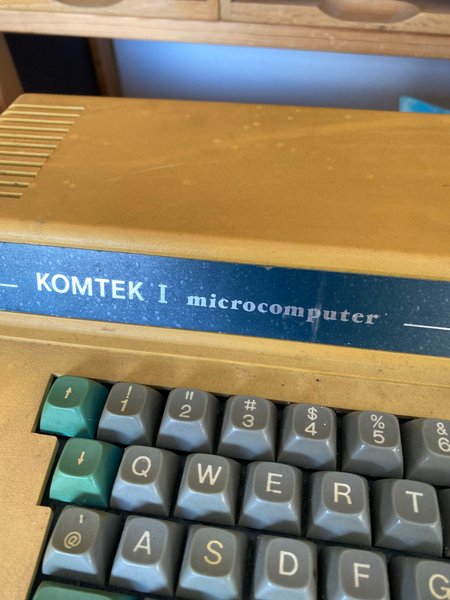 KOMTEK I microcomputer
↑ ! 1 " 2 # 3 $ 4 % 5 & 6
↓ Q W E R T
` @ A S D F G